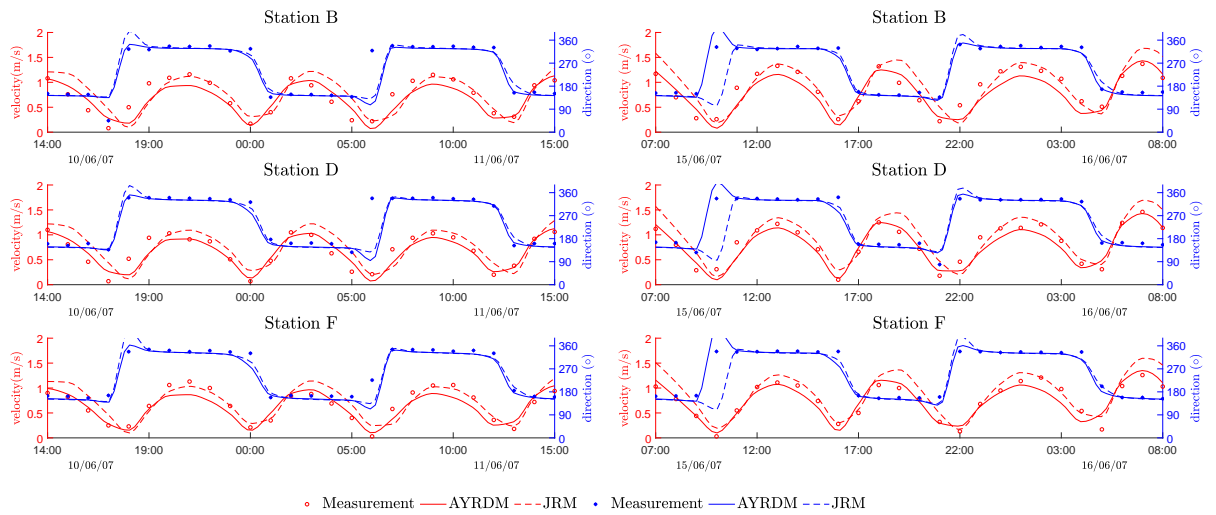 Station B
Station B
velocity(m/s)
2
1.5
1
0.5
0
360
270
180
90
0
direction (○)
14:00 19:00 00:00 05:00 10:00 15:00
10/06/07 11/06/07
velocity (m/s)
2
1.5
1
0.5
0
360
270
180
90
0
direction (○)
07:00 12:00 17:00 22:00 03:00 08:00
15/06/07 16/06/07
Station D
Station D
velocity(m/s)
2
1.5
1
0.5
0
360
270
180
90
0
direction (○)
14:00 19:00 00:00 05:00 10:00 15:00
10/06/07 11/06/07
velocity (m/s)
2
1.5
1
0.5
0
360
270
180
90
0
direction (○)
07:00 12:00 17:00 22:00 03:00 08:00
15/06/07 16/06/07
Station F
Station F
velocity(m/s)
2
1.5
1
0.5
0
360
270
180
90
0
direction (○)
14:00 19:00 00:00 05:00 10:00 15:00
10/06/07 11/06/07
velocity (m/s)
2
1.5
1
0.5
0
360
270
180
90
0
direction (○)
07:00 12:00 17:00 22:00 03:00 08:00
15/06/07 16/06/07
Measurement AYRDM JRM Measurement AYRDM JRM